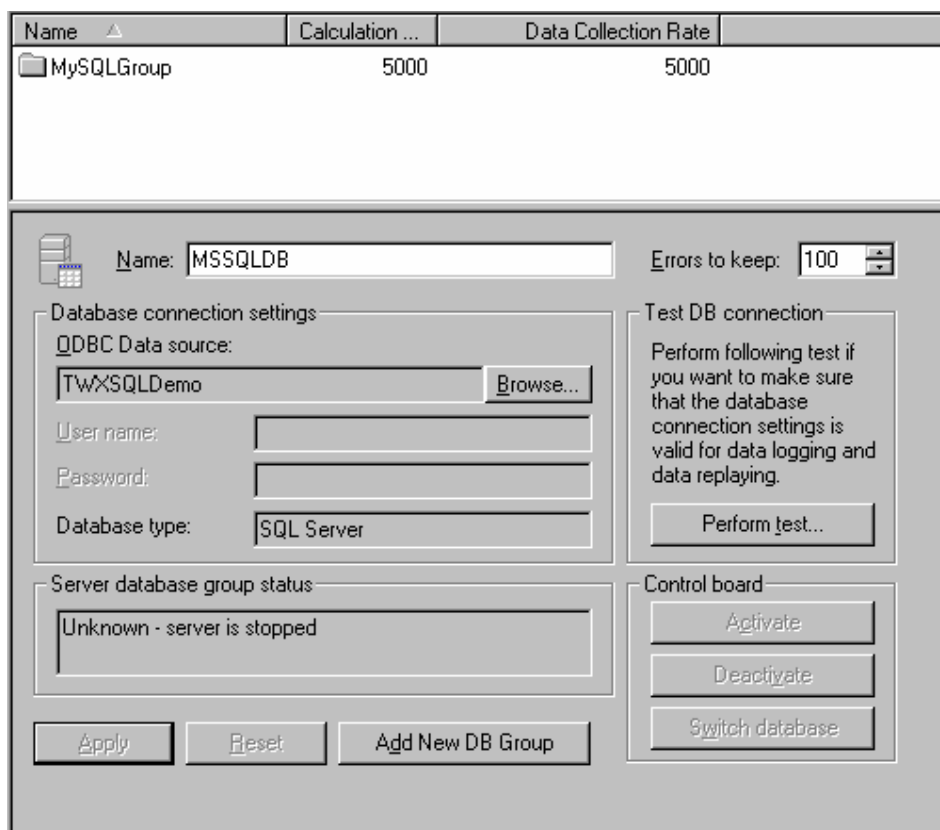 Name Calculation ... Data Collection Rate
MySQLGroup 5000 5000
Name: MSSQLDB Errors to keep: 100
Database connection settings
ODBC Data source:
TWXSQLDemo Browse...
User name:
Password:
Database type: SQL Server
Test DB connection
Perform following test if
you want to make sure
that the database
connection settings is
valid for data logging and
data replaying.
Perform test...
Server database group status
Unknown - server is stopped
Control board
Activate
Deactivate
Switch database
Apply Reset Add New DB Group